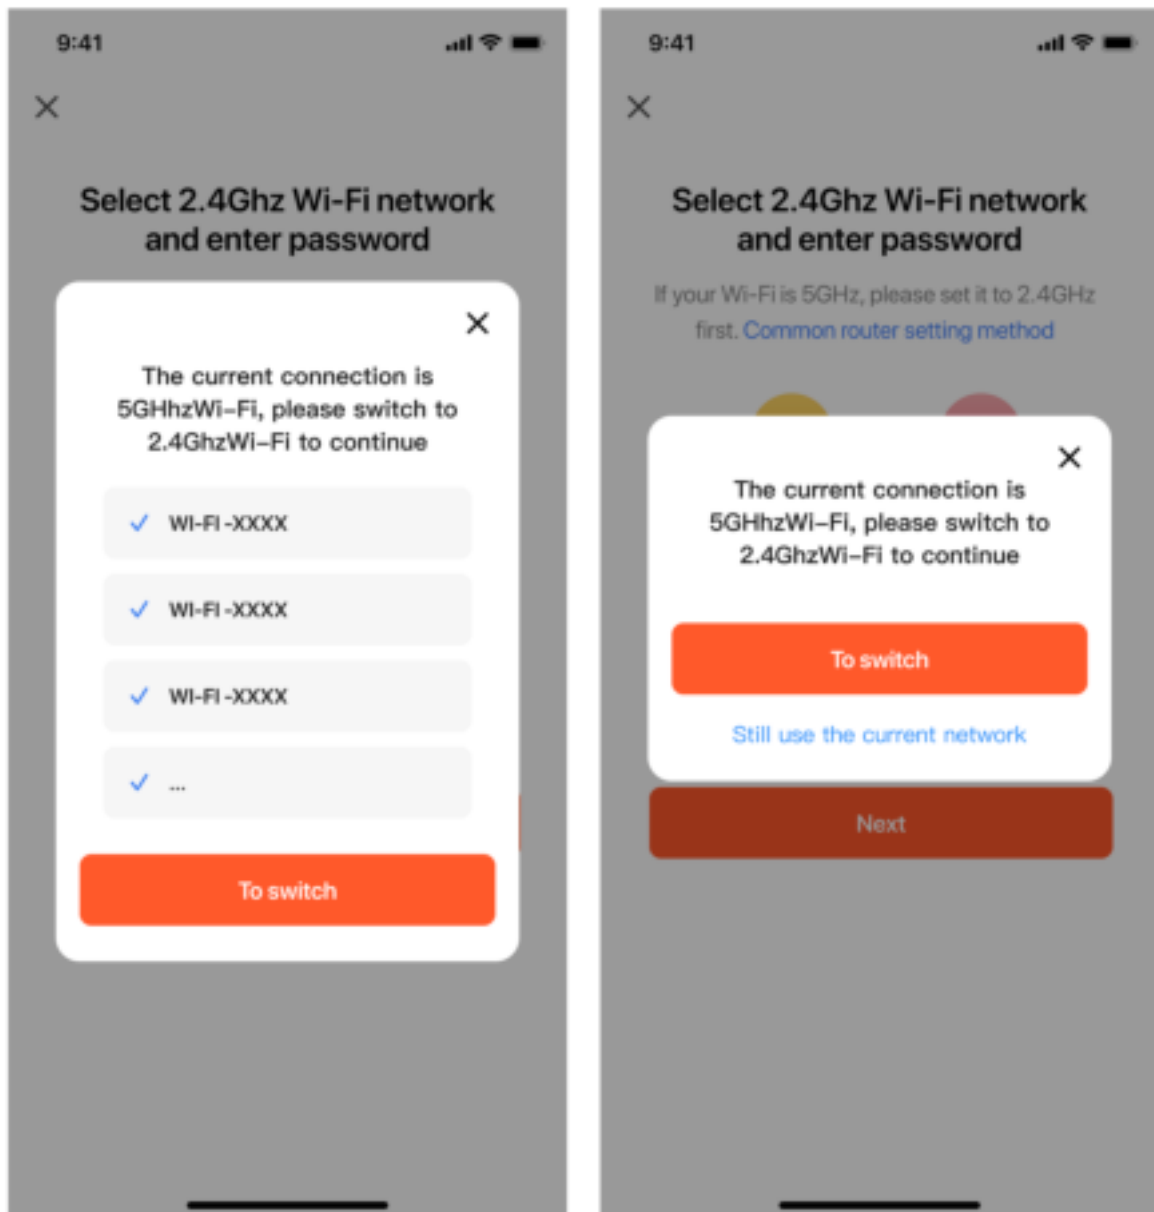 9:41
Select 2.4Ghz Wi-Fi network
and enter password
The current connection is
5GHhzWi-Fi, please switch to
2.4GhzWi-Fi to continue
WI-FI -XXXX
WI-FI -XXXX
WI-FI -XXXX
...
To switch
9:41
Select 2.4Ghz Wi-Fi network
and enter password
If your Wi-Fi is 5GHz, please set it to 2.4GHz
first. Common router setting method
The current connection is
5GHhzWi-Fi, please switch to
2.4GhzWi-Fi to continue
To switch
Still use the current network
Next